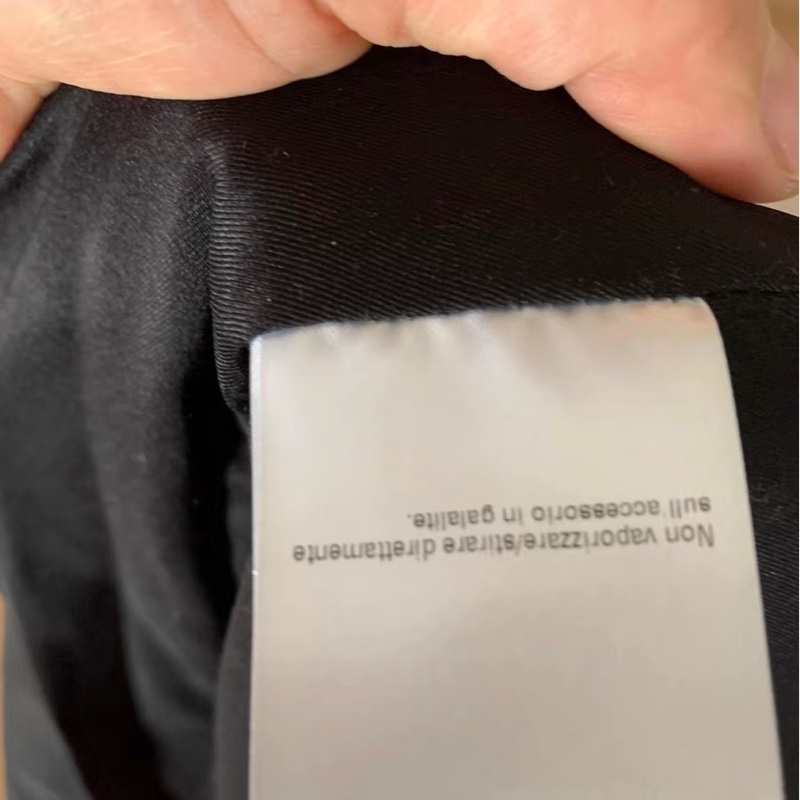 Non vaporizzare/stirare direttamente
sull'accessorio in galalite.